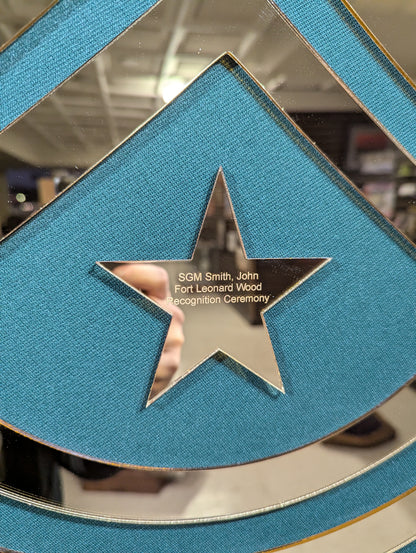 SGM Smith, John
Fort Leonard Wood
Recognition Ceremony